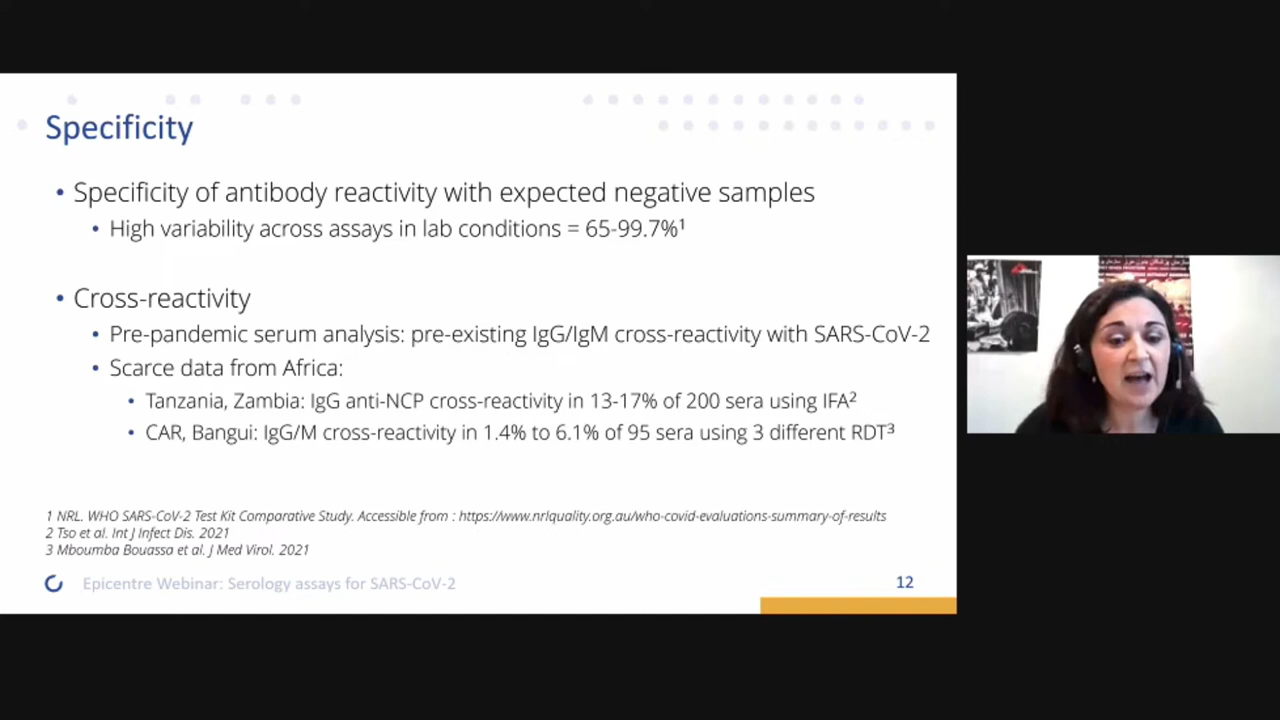 Specificity
• Specificity of antibody reactivity with expected negative samples
• High variability across assays in lab conditions = 65-99.7%¹
• Cross-reactivity
• Pre-pandemic serum analysis: pre-existing IgG/IgM cross-reactivity with SARS-CoV-2
• Scarce data from Africa:
• Tanzania, Zambia: IgG anti-NCP cross-reactivity in 13-17% of 200 sera using IFA²
• CAR, Bangui: IgG/M cross-reactivity in 1.4% to 6.1% of 95 sera using 3 different RDT³
1 NRL. WHO SARS-CoV-2 Test Kit Comparative Study. Accessible from : https://www.nrlquality.org.au/who-covid-evaluations-summary-of-results
2 Tso et al. Int J Infect Dis. 2021
3 Mboumba Bouassa et al. J Med Virol. 2021
Epicentre Webinar: Serology assays for SARS-CoV-2
12